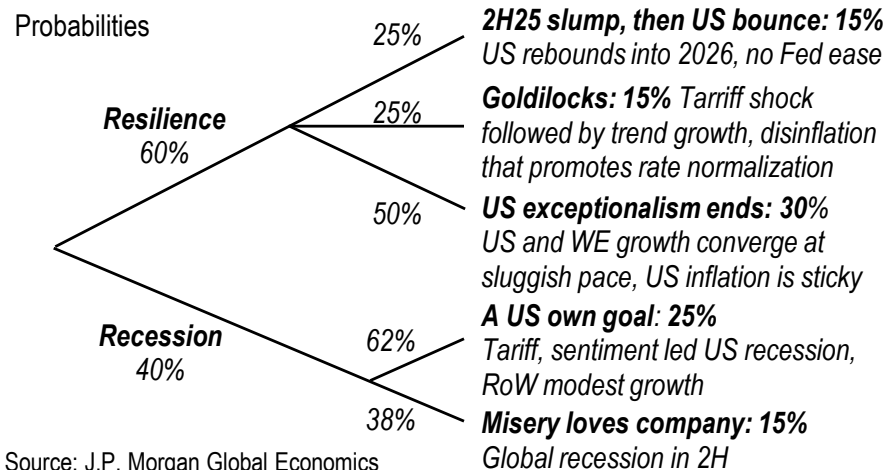 Probabilities
25%
2H25 slump, then US bounce: 15%
US rebounds into 2026, no Fed ease
Resilience
60%
25%
Goldilocks: 15% Tarriff shock
followed by trend growth, disinflation
that promotes rate normalization
50%
US exceptionalism ends: 30%
US and WE growth converge at
sluggish pace, US inflation is sticky
Recession
40%
62%
A US own goal: 25%
Tariff, sentiment led US recession,
RoW modest growth
38%
Misery loves company: 15%
Global recession in 2H
Source: J.P. Morgan Global Economics